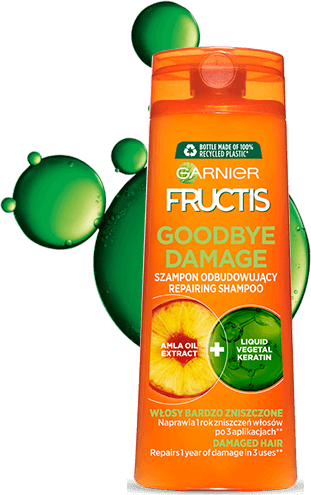 BOTTLE MADE OF 100%
RECYCLED PLASTIC*
GARNIER
FRUCTIS
GOODBYE
DAMAGE
SZAMPON ODBUDOWUJĄCY
REPAIRING SHAMPOO
AMLA OIL
EXTRACT
+
LIQUID
VEGETAL
KERATIN
WŁOSY BARDZO ZNISZCZONE
Naprawia 1 rok zniszczeń włosów
po 3 aplikacjach**
DAMAGED HAIR
Repairs 1 year of damage in 3 uses**